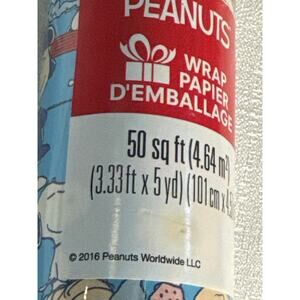 PEANUTS
WRAP
PAPIER
D'EMBALLAGE
50 sq ft (4.64 m²)
(3.33 ft x 5 yd) (101 cm x
© 2016 Peanuts Worldwide LLC